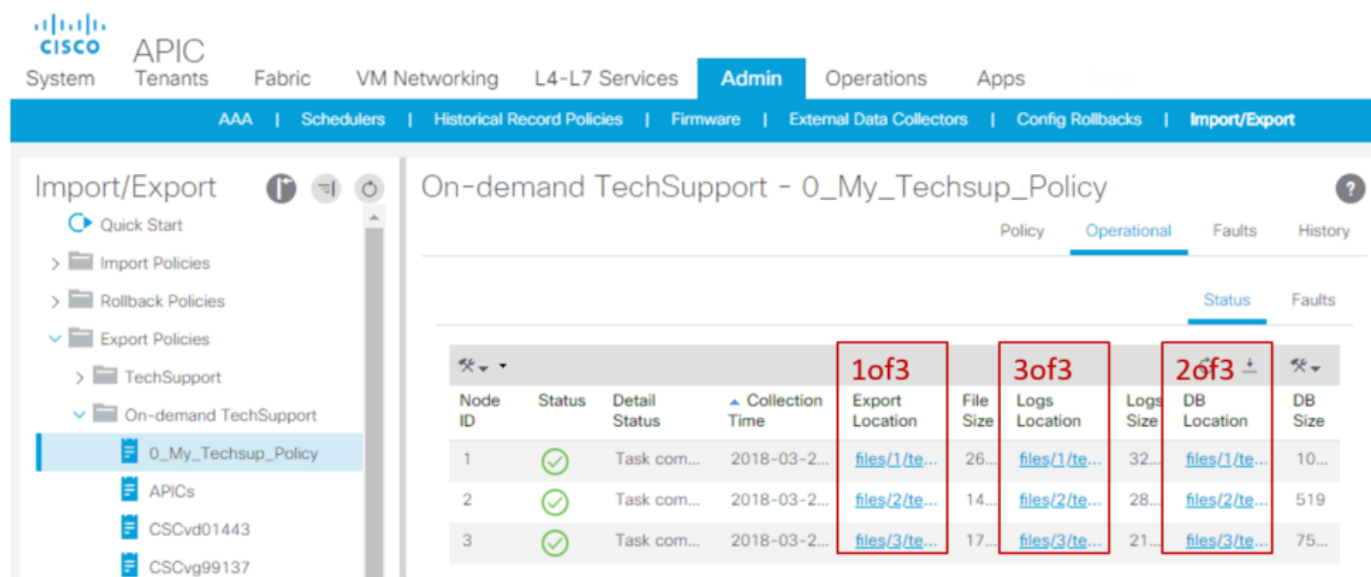 CISCO
APIC
System Tenants Fabric VM Networking L4-L7 Services Admin Operations Apps
AAA | Schedulers | Historical Record Policies | Firmware | External Data Collectors | Config Rollbacks | Import/Export
Import/Export
On-demand TechSupport - 0_My_Techsup_Policy
?
Quick Start
Policy Operational Faults History
Import Policies
Rollback Policies
Status Faults
Export Policies
TechSupport
On-demand TechSupport
0_My_Techsup_Policy
APICs
CSCvd01443
CSCvg99137
1of3 3of3 2of3
Node ID Status Detail Status Collection Time Export Location File Size Logs Location Logs Size DB Location DB Size
1 Task com... 2018-03-2... files/1/te... 26... files/1/te... 32... files/1/te... 10...
2 Task com... 2018-03-2... files/2/te... 14... files/2/te... 28... files/2/te... 519
3 Task com... 2018-03-2... files/3/te... 17... files/3/te... 21... files/3/te... 75...